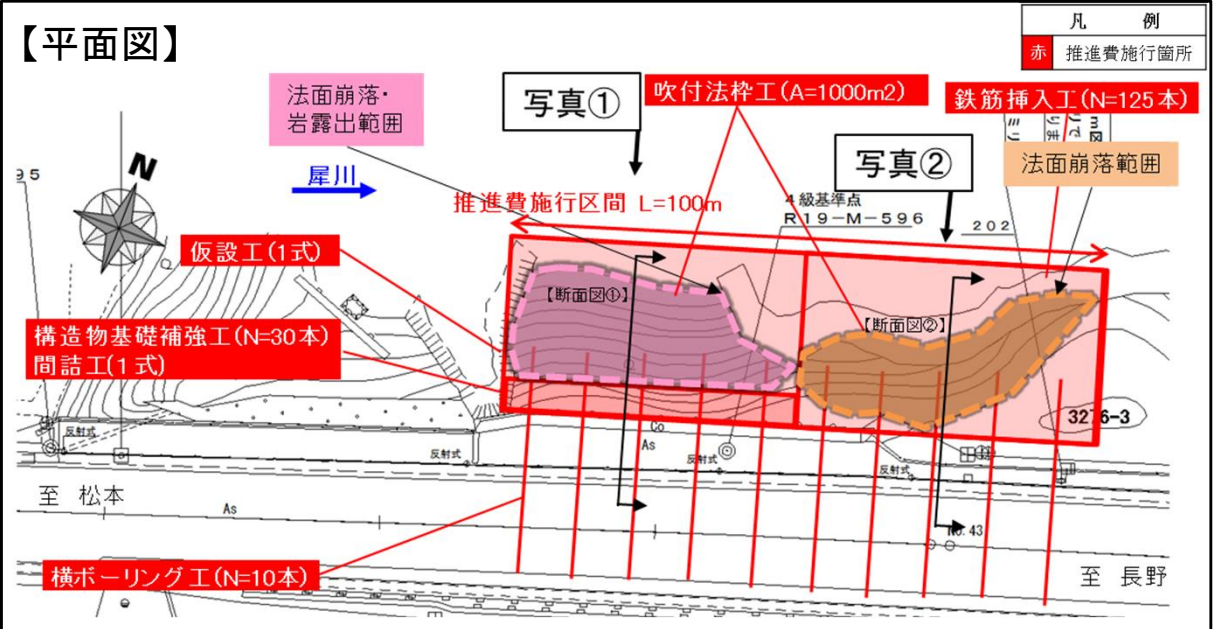 【平面図】
凡 例
赤 推進費施行箇所
法面崩落・
岩露出範囲
写真①
吹付法枠工(A=1000m2)
鉄筋挿入工(N=125本)
写真②
法面崩落範囲
N
犀川
推進費施行区間 L=100m
4級基準点
R19-M-596
202
仮設工(1式)
【断面図①】
【断面図②】
構造物基礎補強工(N=30本)
間詰工(1式)
3276-3
Co
As
反射式
反射式
反射式
反射式
至 松本
As
No.43
横ボーリング工(N=10本)
至 長野